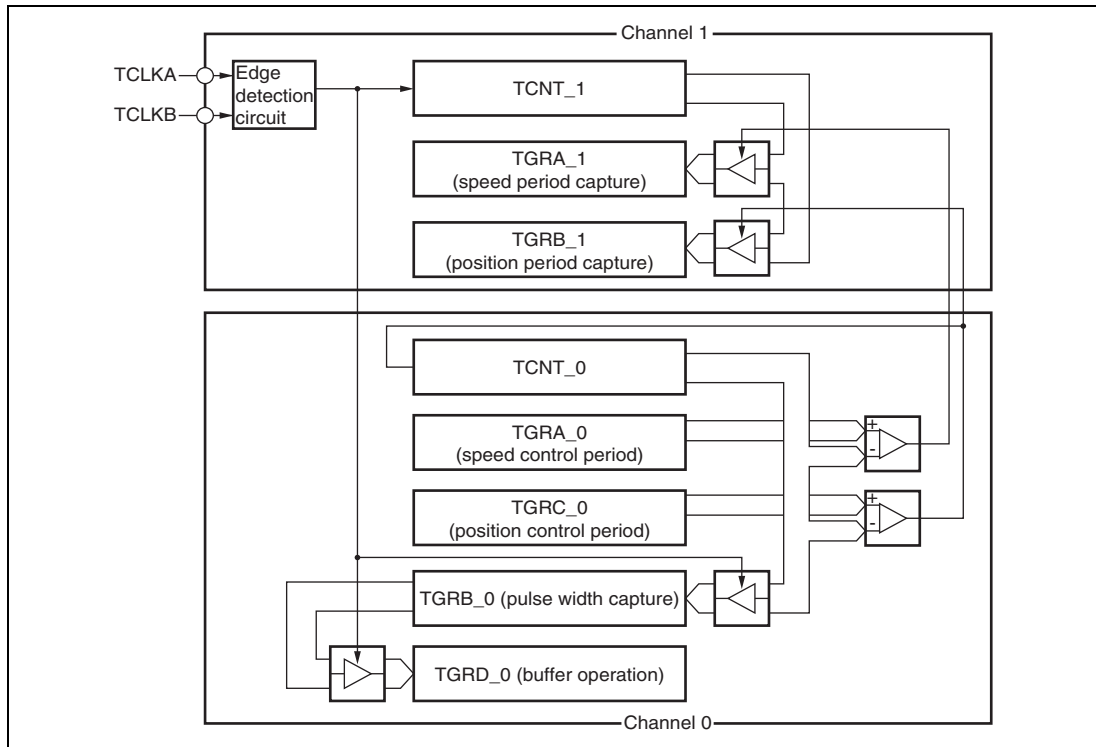 Channel 1
TCLKA
TCLKB
Edge
detection
circuit
TCNT_1
TGRA_1
(speed period capture)
TGRB_1
(position period capture)
TCNT_0
TGRA_0
(speed control period)
+
-
TGRC_0
(position control period)
+
-
TGRB_0 (pulse width capture)
TGRD_0 (buffer operation)
Channel 0